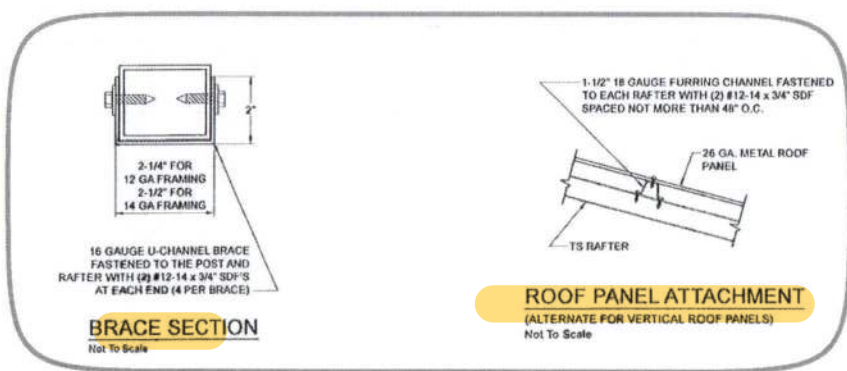 2"
2-1/4" FOR
12 GA FRAMING
2-1/2" FOR
14 GA FRAMING
16 GAUGE U-CHANNEL BRACE
FASTENED TO THE POST AND
RAFTER WITH (2) #12-14 x 3/4" SDF'S
AT EACH END (4 PER BRACE)
BRACE SECTION
Not To Scale
1-1/2" 18 GAUGE FURRING CHANNEL FASTENED
TO EACH RAFTER WITH (2) #12-14 x 3/4" SDF
SPACED NOT MORE THAN 48" O.C.
26 GA. METAL ROOF
PANEL
TS RAFTER
ROOF PANEL ATTACHMENT
(ALTERNATE FOR VERTICAL ROOF PANELS)
Not To Scale